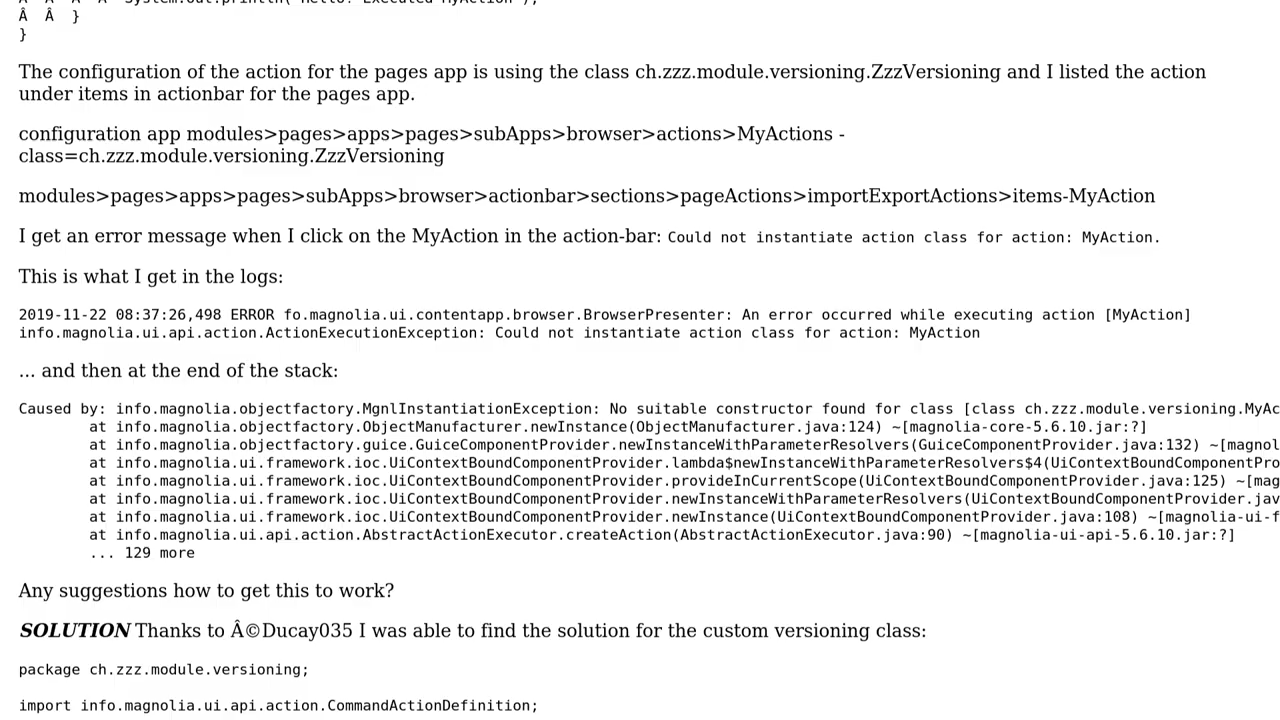 Â  Â  }
}
The configuration of the action for the pages app is using the class ch.zzz.module.versioning.ZzzVersioning and I listed the action
under items in actionbar for the pages app.
configuration app modules>pages>apps>pages>subApps>browser>actions>MyActions -
class=ch.zzz.module.versioning.ZzzVersioning
modules>pages>apps>pages>subApps>browser>actionbar>sections>pageActions>importExportActions>items-MyAction
I get an error message when I click on the MyAction in the action-bar: Could not instantiate action class for action: MyAction.
This is what I get in the logs:
2019-11-22 08:37:26,498 ERROR fo.magnolia.ui.contentapp.browser.BrowserPresenter: An error occurred while executing action [MyAction]
info.magnolia.ui.api.action.ActionExecutionException: Could not instantiate action class for action: MyAction
... and then at the end of the stack:
Caused by: info.magnolia.objectfactory.MgnlInstantiationException: No suitable constructor found for class [class ch.zzz.module.versioning.MyAc
at info.magnolia.objectfactory.ObjectManufacturer.newInstance(ObjectManufacturer.java:124) ~[magnolia-core-5.6.10.jar:?]
at info.magnolia.objectfactory.guice.GuiceComponentProvider.newInstanceWithParameterResolvers(GuiceComponentProvider.java:132) ~[magnol
at info.magnolia.ui.framework.ioc.UiContextBoundComponentProvider.lambda$newInstanceWithParameterResolvers$4(UiContextBoundComponentPro
at info.magnolia.ui.framework.ioc.UiContextBoundComponentProvider.provideInCurrentScope(UiContextBoundComponentProvider.java:125) ~[mag
at info.magnolia.ui.framework.ioc.UiContextBoundComponentProvider.newInstanceWithParameterResolvers(UiContextBoundComponentProvider.jav
at info.magnolia.ui.framework.ioc.UiContextBoundComponentProvider.newInstance(UiContextBoundComponentProvider.java:108) ~[magnolia-ui-f
at info.magnolia.ui.api.action.AbstractActionExecutor.createAction(AbstractActionExecutor.java:90) ~[magnolia-ui-api-5.6.10.jar:?]
... 129 more
Any suggestions how to get this to work?
SOLUTION Thanks to Â©Ducay035 I was able to find the solution for the custom versioning class:
package ch.zzz.module.versioning;
import info.magnolia.ui.api.action.CommandActionDefinition;